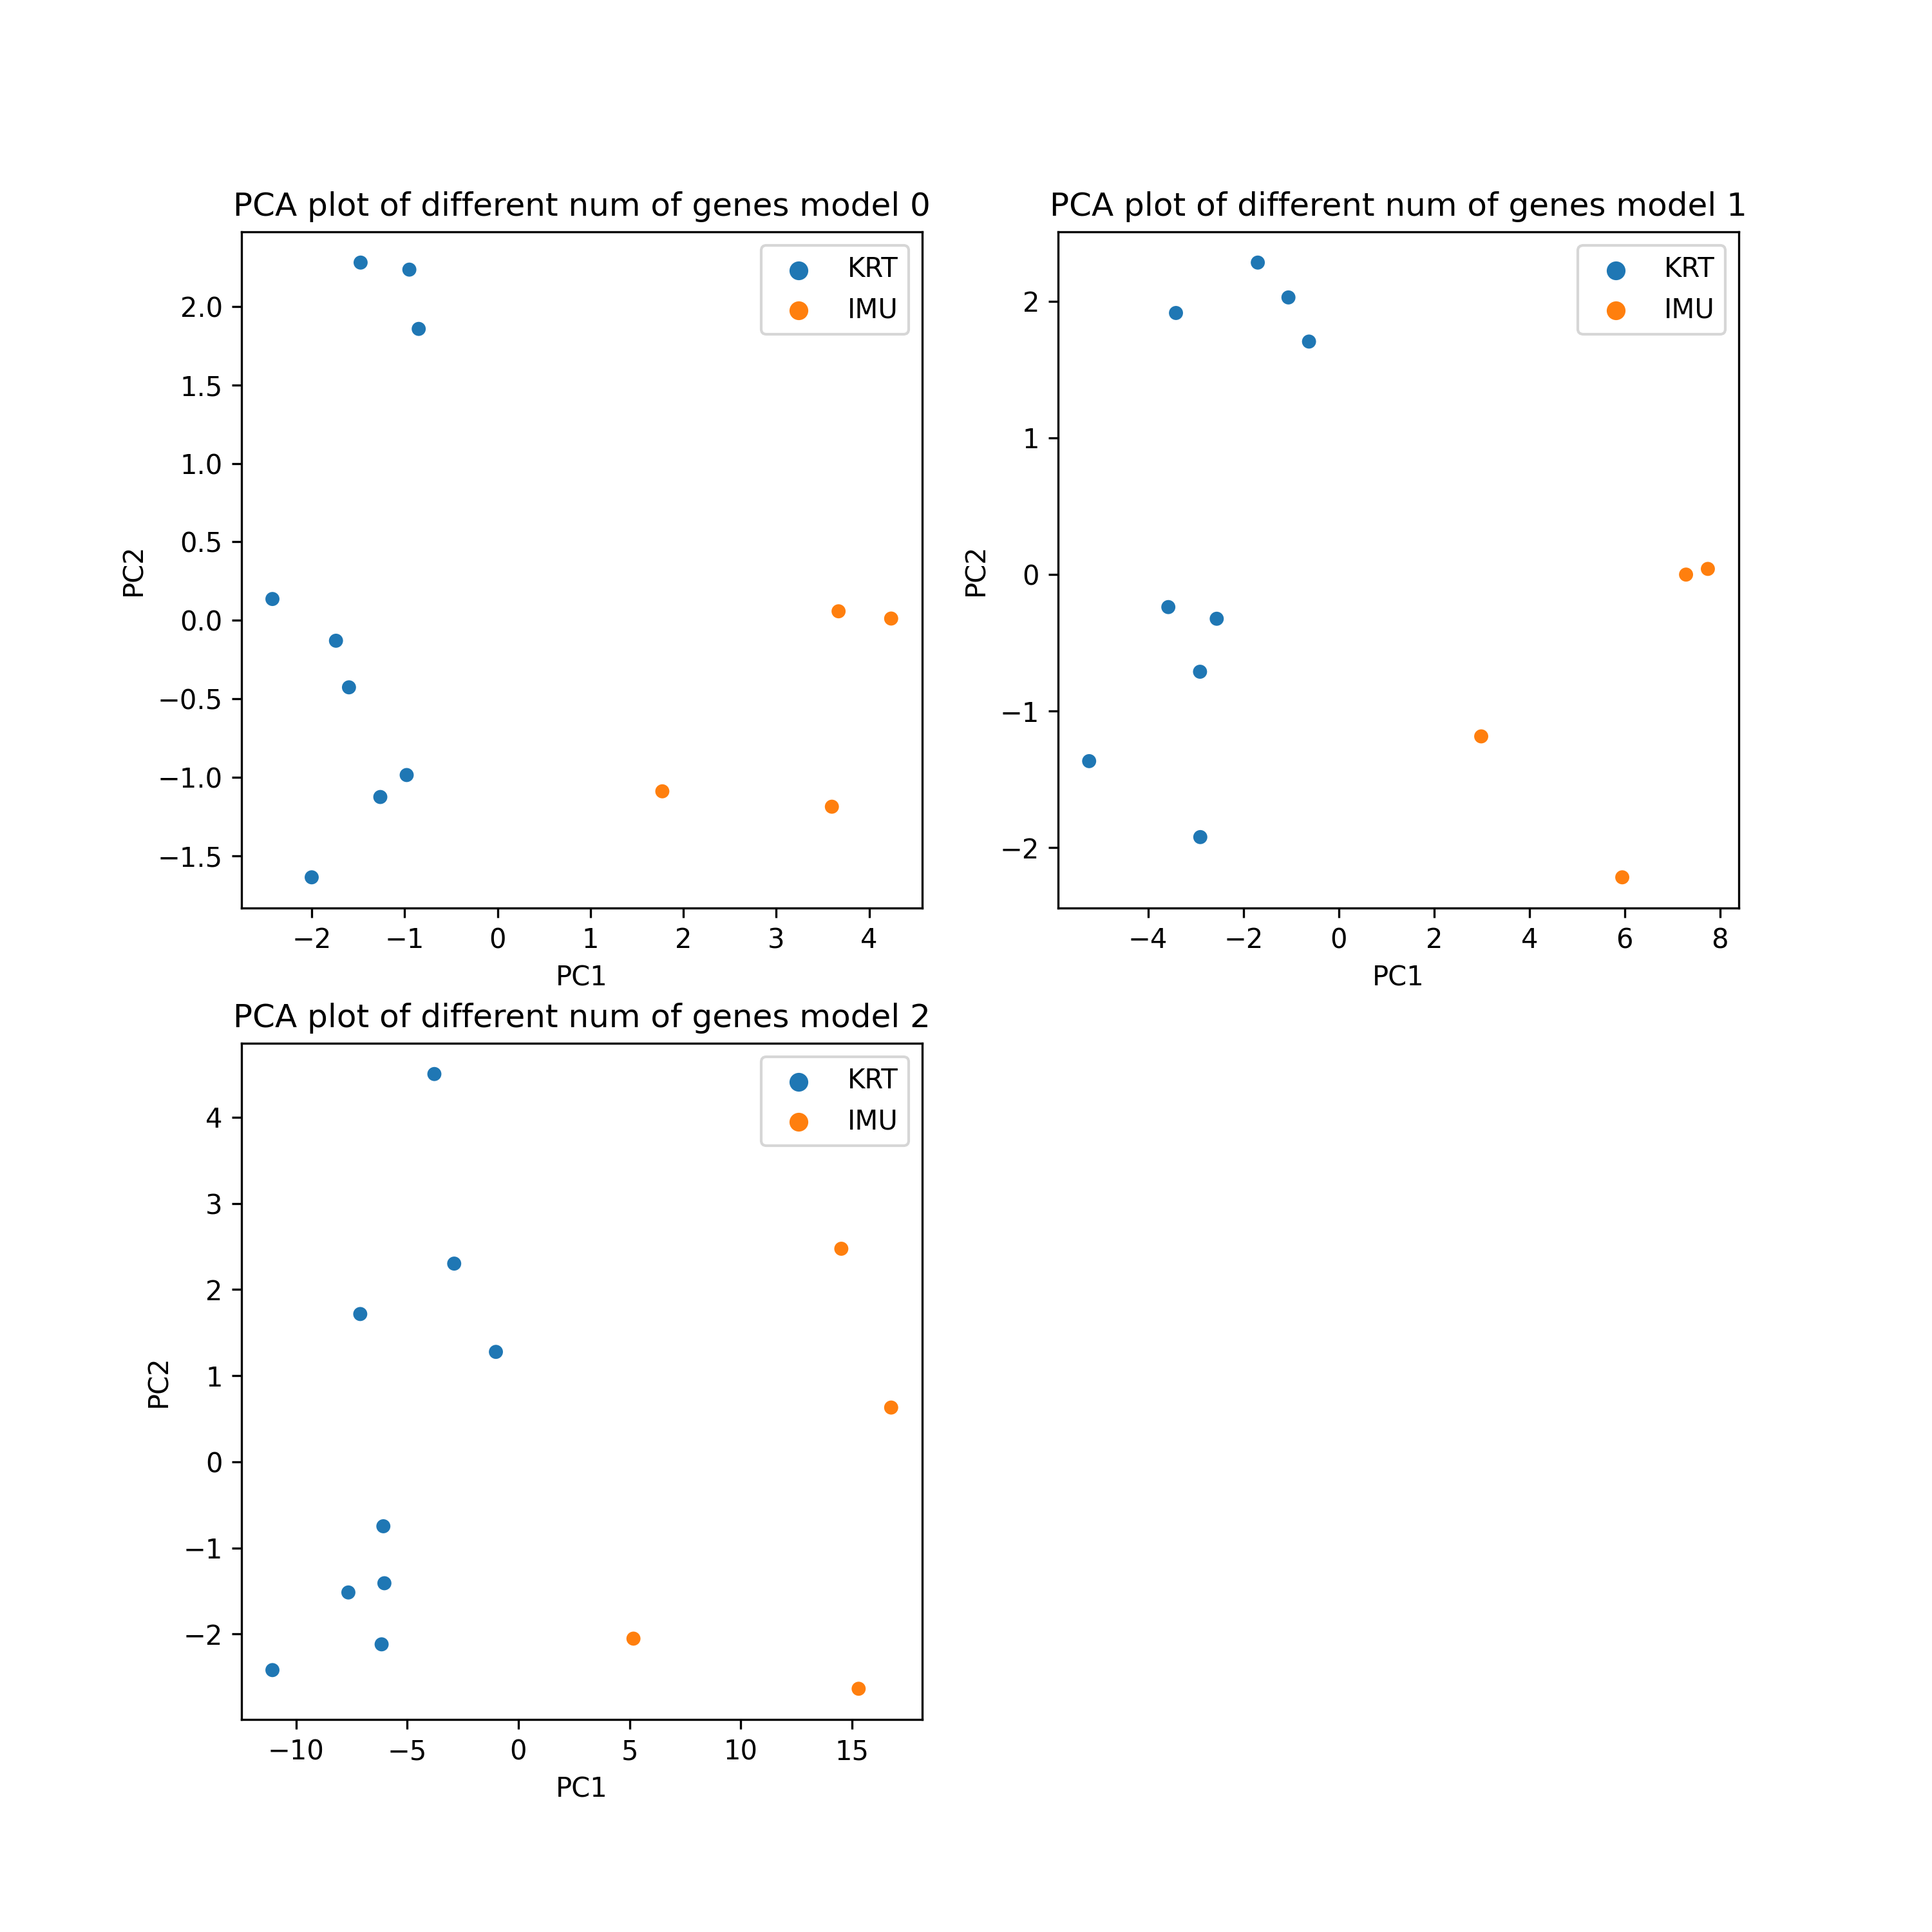 PCA plot of different num of genes model 0
KRT
IMU
2.0
1.5
1.0
0.5
0.0
−0.5
−1.0
−1.5
PC2
−2 −1 0 1 2 3 4
PC1
PCA plot of different num of genes model 1
KRT
IMU
2
1
0
−1
−2
PC2
−4 −2 0 2 4 6 8
PC1
PCA plot of different num of genes model 2
KRT
IMU
4
3
2
1
0
−1
−2
PC2
−10 −5 0 5 10 15
PC1